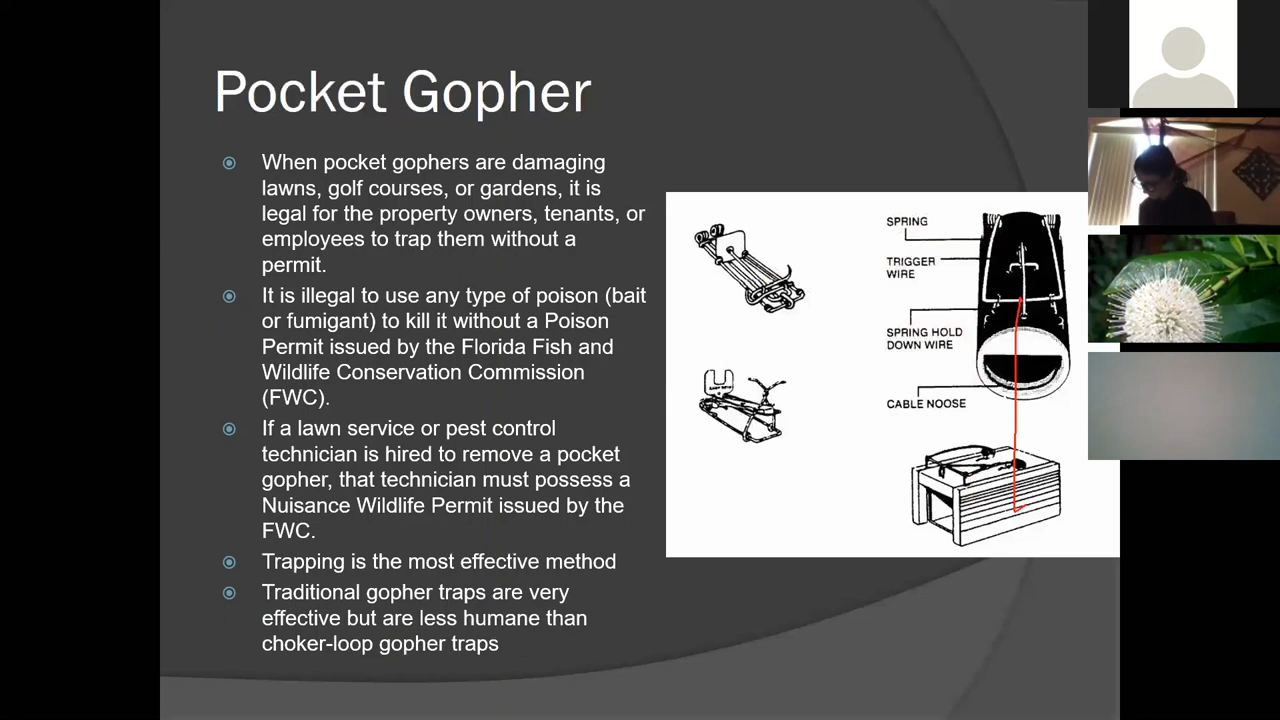 Pocket Gopher
When pocket gophers are damaging
lawns, golf courses, or gardens, it is
legal for the property owners, tenants, or
employees to trap them without a
permit.
It is illegal to use any type of poison (bait
or fumigant) to kill it without a Poison
Permit issued by the Florida Fish and
Wildlife Conservation Commission
(FWC).
If a lawn service or pest control
technician is hired to remove a pocket
gopher, that technician must possess a
Nuisance Wildlife Permit issued by the
FWC.
Trapping is the most effective method
Traditional gopher traps are very
effective but are less humane than
choker-loop gopher traps
SPRING
TRIGGER
WIRE
SPRING HOLD
DOWN WIRE
CABLE NOOSE